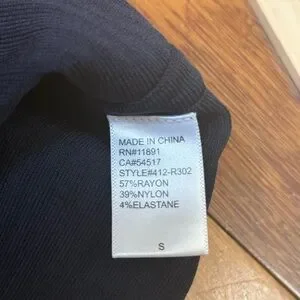 MADE IN CHINA
RN#11891
CA#54517
STYLE#412-R302
57%RAYON
39%NYLON
4%ELASTANE
S